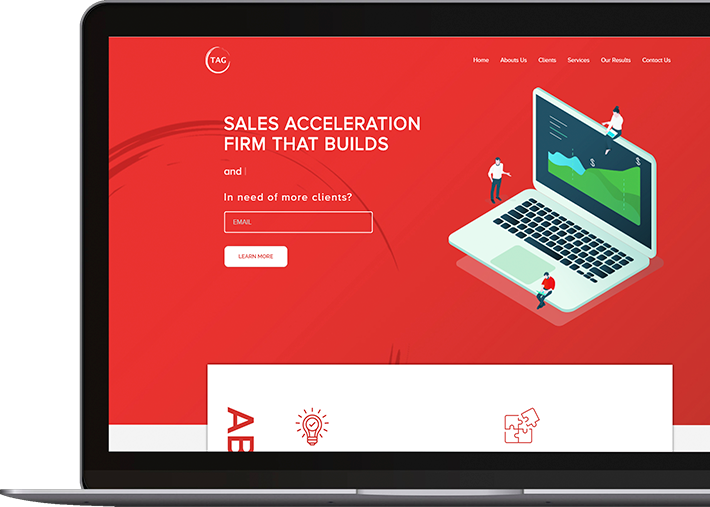 TAG
Home Abouts Us Clients Services Our Results Contact Us
SALES ACCELERATION
FIRM THAT BUILDS
and |
In need of more clients?
EMAIL
LEARN MORE
AB
$ $